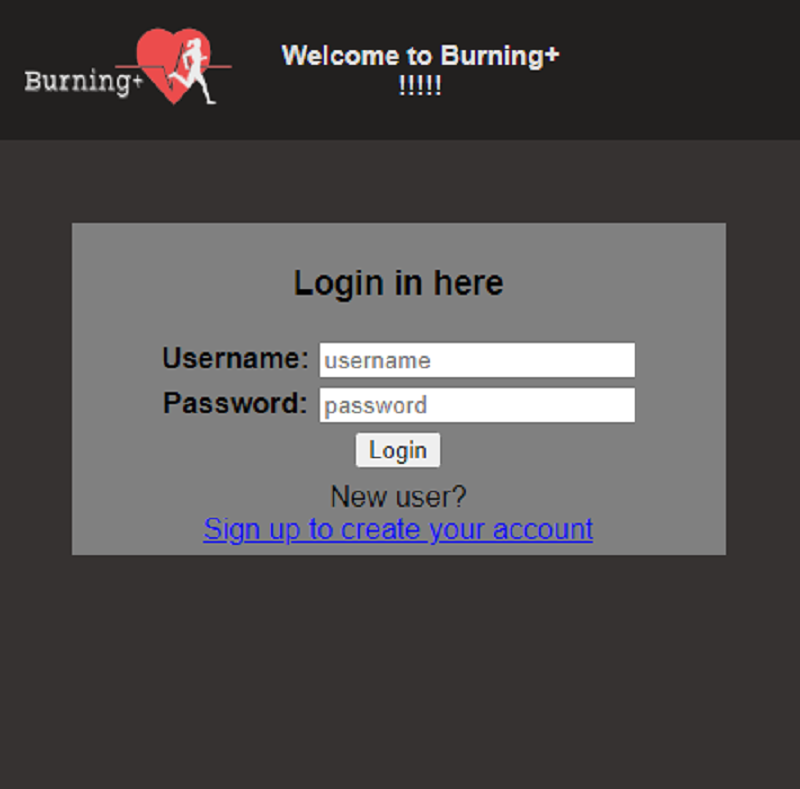 Burning+
Welcome to Burning+
!!!!!
Login in here
Username: username
Password: password
Login
New user?
Sign up to create your account